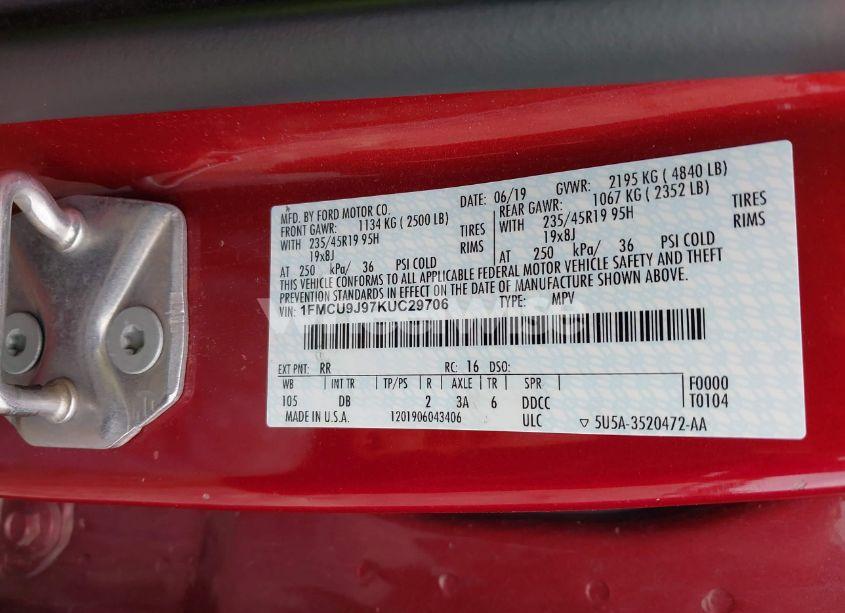 MFD. BY FORD MOTOR CO. DATE: 06/19 GVWR: 2195 KG ( 4840 LB)
FRONT GAWR: 1134 KG ( 2500 LB) REAR GAWR: 1067 KG ( 2352 LB)
WITH 235/45R19 95H TIRES WITH 235/45R19 95H TIRES
19x8J RIMS 19x8J RIMS
AT 250 kPa/ 36 PSI COLD AT 250 kPa/ 36 PSI COLD
THIS VEHICLE CONFORMS TO ALL APPLICABLE FEDERAL MOTOR VEHICLE SAFETY AND THEFT
PREVENTION STANDARDS IN EFFECT ON THE DATE OF MANUFACTURE SHOWN ABOVE.
VIN: 1FMCU9J97KUC29706 TYPE: MPV
EXT PNT: RR RC: 16 DSO:
WB INT TR TP/PS R AXLE TR SPR F0000
105 DB 2 3A 6 DDCC T0104
MADE IN U.S.A. 1201906043406 ULC ▽ 5U5A-3520472-AA